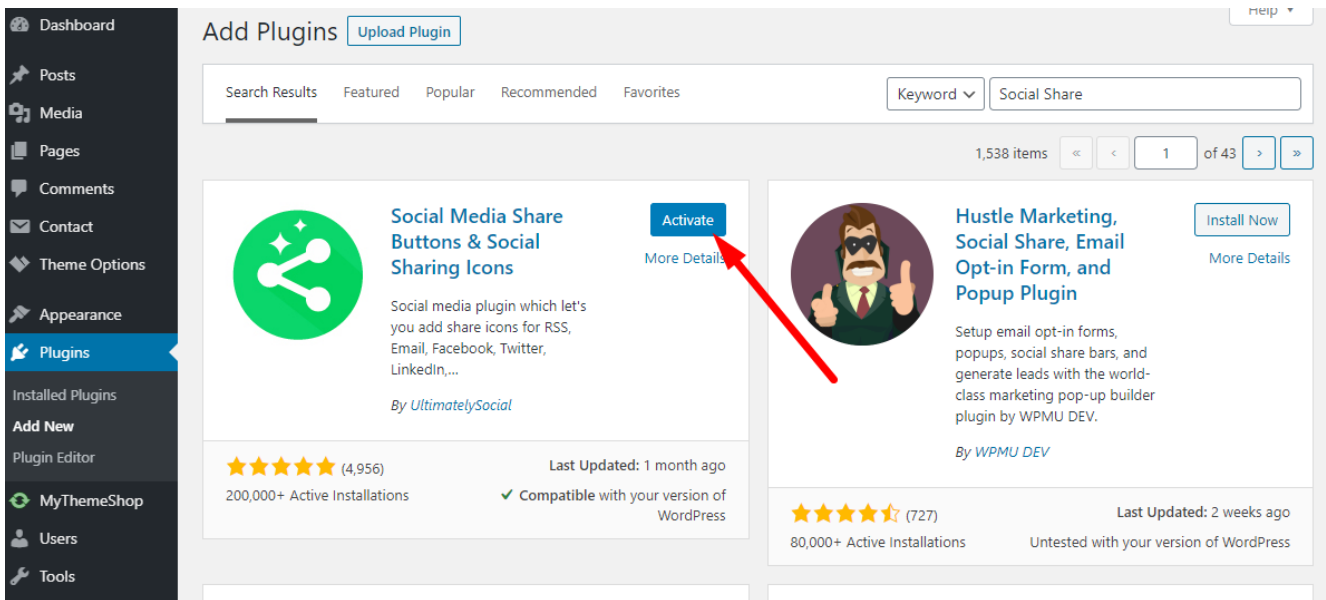 Dashboard
Posts
Media
Pages
Comments
Contact
Theme Options
Appearance
Plugins
Installed Plugins
Add New
Plugin Editor
MyThemeShop
Users
Tools
Help
Add Plugins Upload Plugin
Search Results Featured Popular Recommended Favorites Keyword Social Share
1,538 items « ‹ 1 of 43 › »
Social Media Share
Buttons & Social
Sharing Icons
Activate
More Details
Social media plugin which let's
you add share icons for RSS,
Email, Facebook, Twitter,
LinkedIn,...
By UltimatelySocial
(4,956)
Last Updated: 1 month ago
200,000+ Active Installations
Compatible with your version of
WordPress
Hustle Marketing,
Social Share, Email
Opt-in Form, and
Popup Plugin
Install Now
More Details
Setup email opt-in forms,
popups, social share bars, and
generate leads with the world-
class marketing pop-up builder
plugin by WPMU DEV.
By WPMU DEV
(727)
Last Updated: 2 weeks ago
80,000+ Active Installations
Untested with your version of WordPress